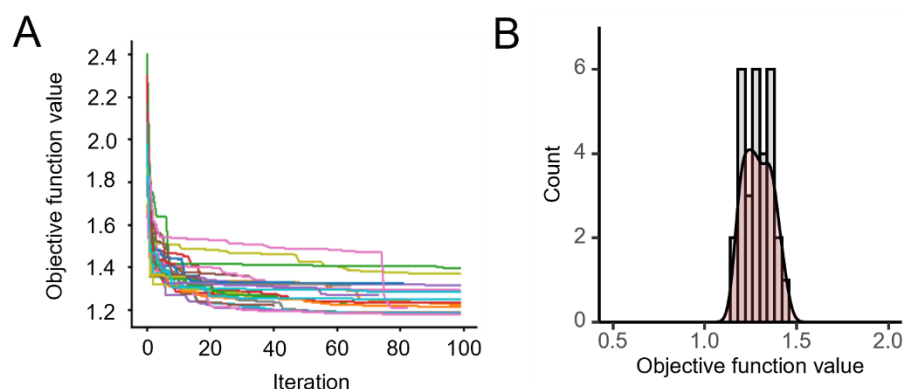 A
Objective function value
2.4
2.2
2.0
1.8
1.6
1.4
1.2
0 20 40 60 80 100
Iteration
B
Count
6
4
2
0
0.5 1.0 1.5 2.0
Objective function value